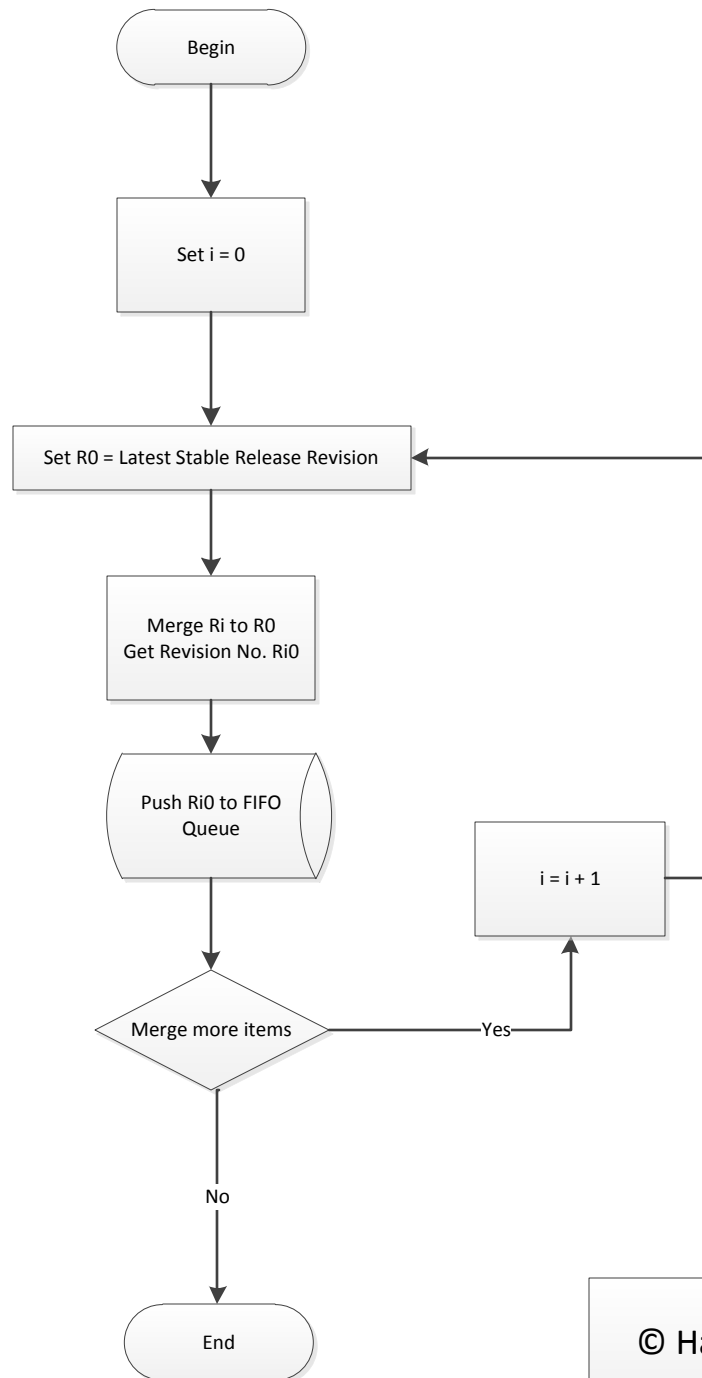 Begin
Set i = 0
Set R0 = Latest Stable Release Revision
Merge Ri to R0
Get Revision No. Ri0
Push Ri0 to FIFO
Queue
i = i + 1
Merge more items
Yes
No
End
©